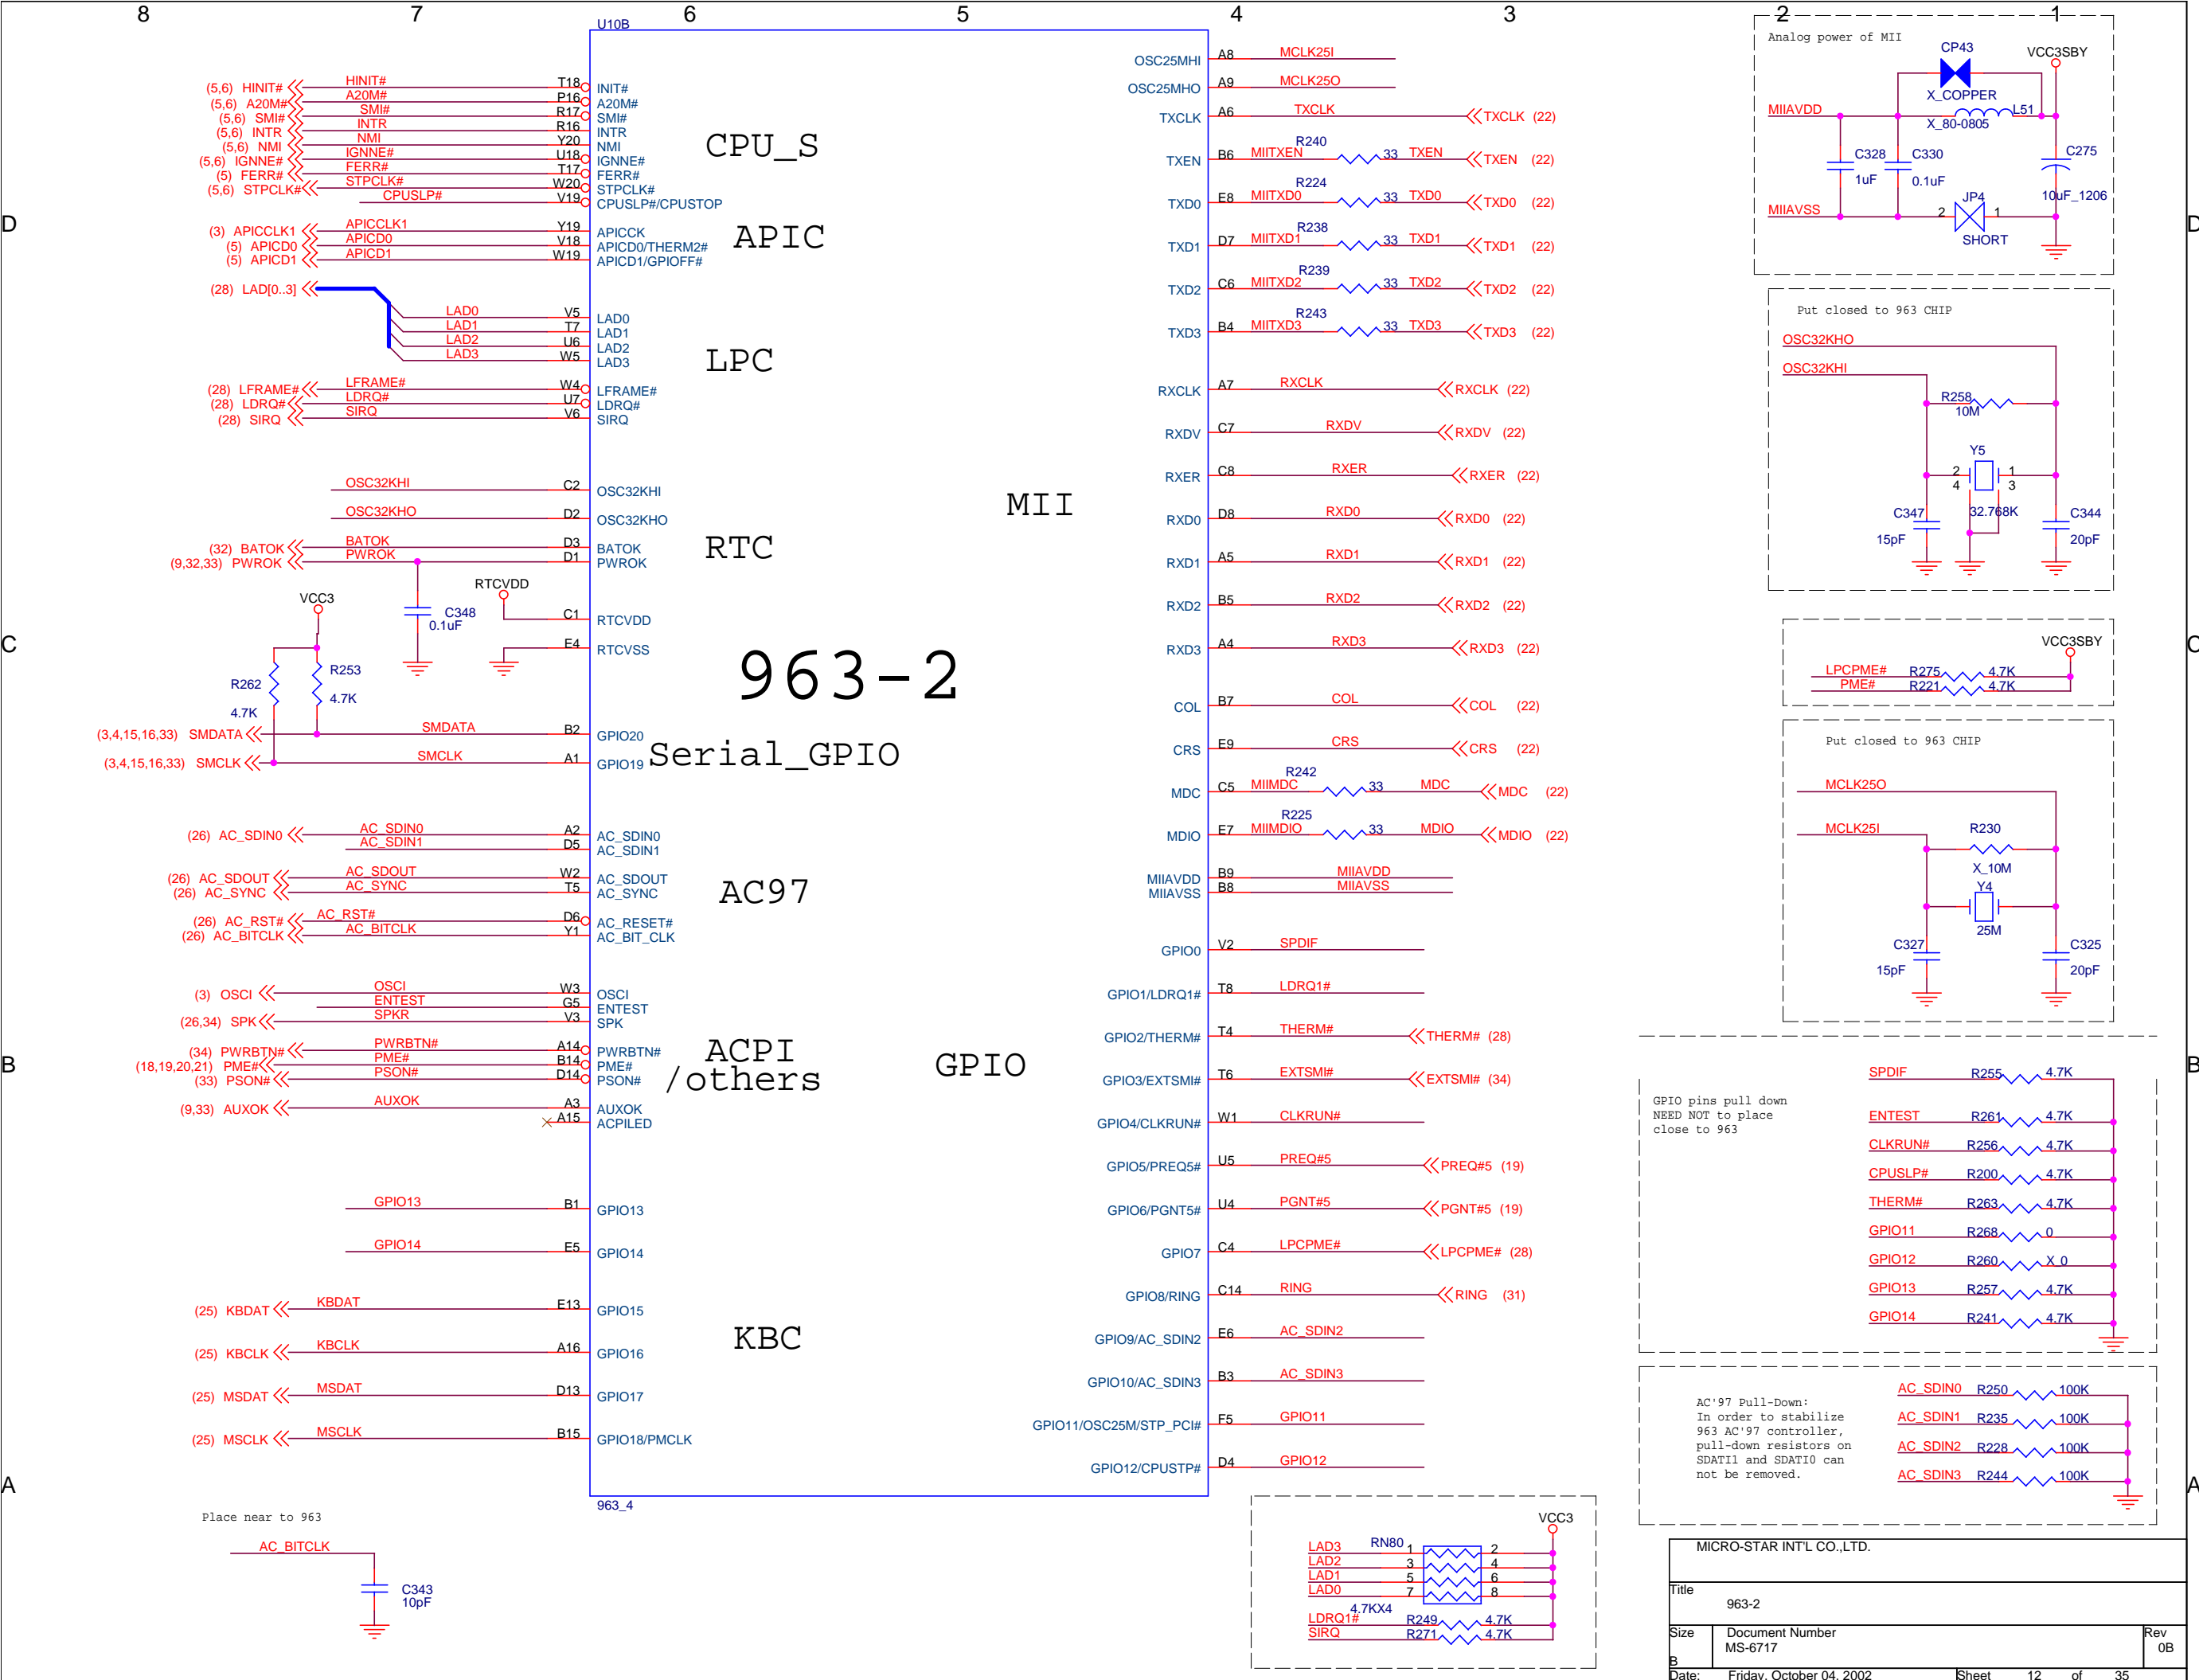 8 7 6 5 4 3 2 1
D
C
B
A
D
C
B
A
U10B
963_4
CPU_S
APIC
LPC
RTC
963-2
Serial_GPIO
AC97
ACPI
/others
KBC
MII
GPIO
(5,6) HINIT# HINIT# T18 INIT#
(5,6) A20M# A20M# P16 A20M#
(5,6) SMI# SMI# R17 SMI#
(5,6) INTR INTR R16 INTR
(5,6) NMI NMI Y20 NMI
(5,6) IGNNE# IGNNE# U18 IGNNE#
(5) FERR# FERR# T17 FERR#
(5,6) STPCLK# STPCLK# W20 STPCLK#
CPUSLP# V19 CPUSLP#/CPUSTOP
(3) APICCLK1 APICCLK1 Y19 APICCK
(5) APICD0 APICD0 V18 APICD0/THERM2#
(5) APICD1 APICD1 W19 APICD1/GPIOFF#
(28) LAD[0..3]
LAD0 V5 LAD0
LAD1 T7 LAD1
LAD2 U6 LAD2
LAD3 W5 LAD3
(28) LFRAME# LFRAME# W4 LFRAME#
(28) LDRQ# LDRQ# U7 LDRQ#
(28) SIRQ SIRQ V6 SIRQ
OSC32KHI C2 OSC32KHI
OSC32KHO D2 OSC32KHO
(32) BATOK BATOK D3 BATOK
(9,32,33) PWROK PWROK D1 PWROK
RTCVDD
C1 RTCVDD
E4 RTCVSS
C348
0.1uF
VCC3
R262
4.7K
R253
4.7K
(3,4,15,16,33) SMDATA SMDATA B2 GPIO20
(3,4,15,16,33) SMCLK SMCLK A1 GPIO19
(26) AC_SDIN0 AC_SDIN0 A2 AC_SDIN0
AC_SDIN1 D5 AC_SDIN1
(26) AC_SDOUT AC_SDOUT W2 AC_SDOUT
(26) AC_SYNC AC_SYNC T5 AC_SYNC
(26) AC_RST# AC_RST# D6 AC_RESET#
(26) AC_BITCLK AC_BITCLK Y1 AC_BIT_CLK
(3) OSCI OSCI W3 OSCI
ENTEST G5 ENTEST
(26,34) SPK SPKR V3 SPK
(34) PWRBTN# PWRBTN# A14 PWRBTN#
(18,19,20,21) PME# PME# B14 PME#
(33) PSON# PSON# D14 PSON#
(9,33) AUXOK AUXOK A3 AUXOK
A15 ACPILED
GPIO13 B1 GPIO13
GPIO14 E5 GPIO14
(25) KBDAT KBDAT E13 GPIO15
(25) KBCLK KBCLK A16 GPIO16
(25) MSDAT MSDAT D13 GPIO17
(25) MSCLK MSCLK B15 GPIO18/PMCLK
Place near to 963
AC_BITCLK
C343
10pF
OSC25MHI A8 MCLK25I
OSC25MHO A9 MCLK25O
TXCLK A6 TXCLK TXCLK (22)
TXEN B6 MIITXEN R240 33 TXEN TXEN (22)
TXD0 E8 MIITXD0 R224 33 TXD0 TXD0 (22)
TXD1 D7 MIITXD1 R238 33 TXD1 TXD1 (22)
TXD2 C6 MIITXD2 R239 33 TXD2 TXD2 (22)
TXD3 B4 MIITXD3 R243 33 TXD3 TXD3 (22)
RXCLK A7 RXCLK RXCLK (22)
RXDV C7 RXDV RXDV (22)
RXER C8 RXER RXER (22)
RXD0 D8 RXD0 RXD0 (22)
RXD1 A5 RXD1 RXD1 (22)
RXD2 B5 RXD2 RXD2 (22)
RXD3 A4 RXD3 RXD3 (22)
COL B7 COL COL (22)
CRS E9 CRS CRS (22)
MDC C5 MIIMDC R242 33 MDC MDC (22)
MDIO E7 MIIMDIO R225 33 MDIO MDIO (22)
MIIAVDD B9 MIIAVDD
MIIAVSS B8 MIIAVSS
GPIO0 V2 SPDIF
GPIO1/LDRQ1# T8 LDRQ1#
GPIO2/THERM# T4 THERM# THERM# (28)
GPIO3/EXTSMI# T6 EXTSMI# EXTSMI# (34)
GPIO4/CLKRUN# W1 CLKRUN#
GPIO5/PREQ5# U5 PREQ#5 PREQ#5 (19)
GPIO6/PGNT5# U4 PGNT#5 PGNT#5 (19)
GPIO7 C4 LPCPME# LPCPME# (28)
GPIO8/RING C14 RING RING (31)
GPIO9/AC_SDIN2 E6 AC_SDIN2
GPIO10/AC_SDIN3 B3 AC_SDIN3
GPIO11/OSC25M/STP_PCI# F5 GPIO11
GPIO12/CPUSTP# D4 GPIO12
VCC3
LAD3 RN80 1 2
LAD2 3 4
LAD1 5 6
LAD0 7 8
4.7KX4
LDRQ1# R249 4.7K
SIRQ R271 4.7K
Analog power of MII
CP43
VCC3SBY
X_COPPER
MIIAVDD
L51
X_80-0805
C328
1uF
C330
0.1uF
C275
10uF_1206
MIIAVSS
JP4
2 1
SHORT
Put closed to 963 CHIP
OSC32KHO
OSC32KHI
R258
10M
Y5
2 1
4 3
32.768K
C347
15pF
C344
20pF
VCC3SBY
LPCPME# R275 4.7K
PME# R221 4.7K
Put closed to 963 CHIP
MCLK25O
MCLK25I
R230
X_10M
Y4
25M
C327
15pF
C325
20pF
GPIO pins pull down
NEED NOT to place
close to 963
SPDIF R255 4.7K
ENTEST R261 4.7K
CLKRUN# R256 4.7K
CPUSLP# R200 4.7K
THERM# R263 4.7K
GPIO11 R268 0
GPIO12 R260 X_0
GPIO13 R257 4.7K
GPIO14 R241 4.7K
AC'97 Pull-Down:
In order to stabilize
963 AC'97 controller,
pull-down resistors on
SDATI1 and SDATI0 can
not be removed.
AC_SDIN0 R250 100K
AC_SDIN1 R235 100K
AC_SDIN2 R228 100K
AC_SDIN3 R244 100K
MICRO-STAR INT'L CO.,LTD.
Title
963-2
Size Document Number Rev
B MS-6717 0B
Date: Friday, October 04, 2002 Sheet 12 of 35